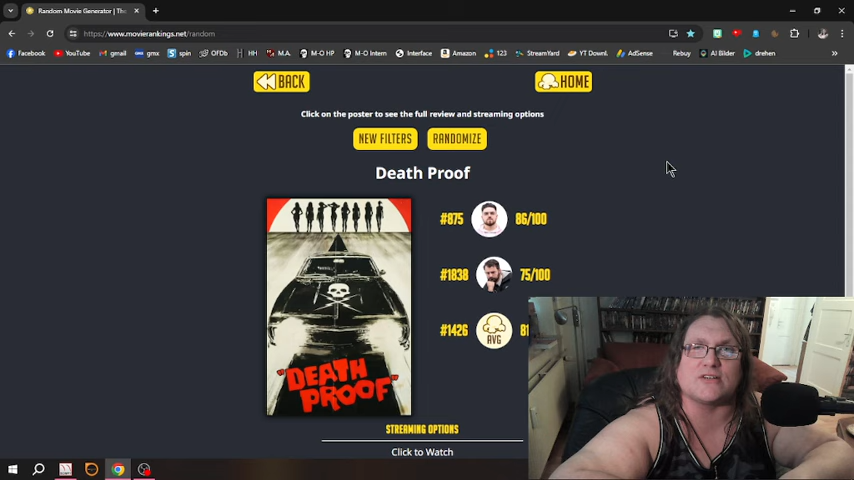 Random Movie Generator | The
https://www.movierankings.net/random
Facebook YouTube gmail gmx spin OFDb HH M.A. M-O HP M-O Intern Interface Amazon 123 StreamYard YT Downl. AdSense Rebuy AI Bilder drehen
BACK
HOME
Click on the poster to see the full review and streaming options
NEW FILTERS
RANDOMIZE
Death Proof
#875 86/100
#1838 75/100
#1426 AVG
"DEATH
PROOF"
STREAMING OPTIONS
Click to Watch